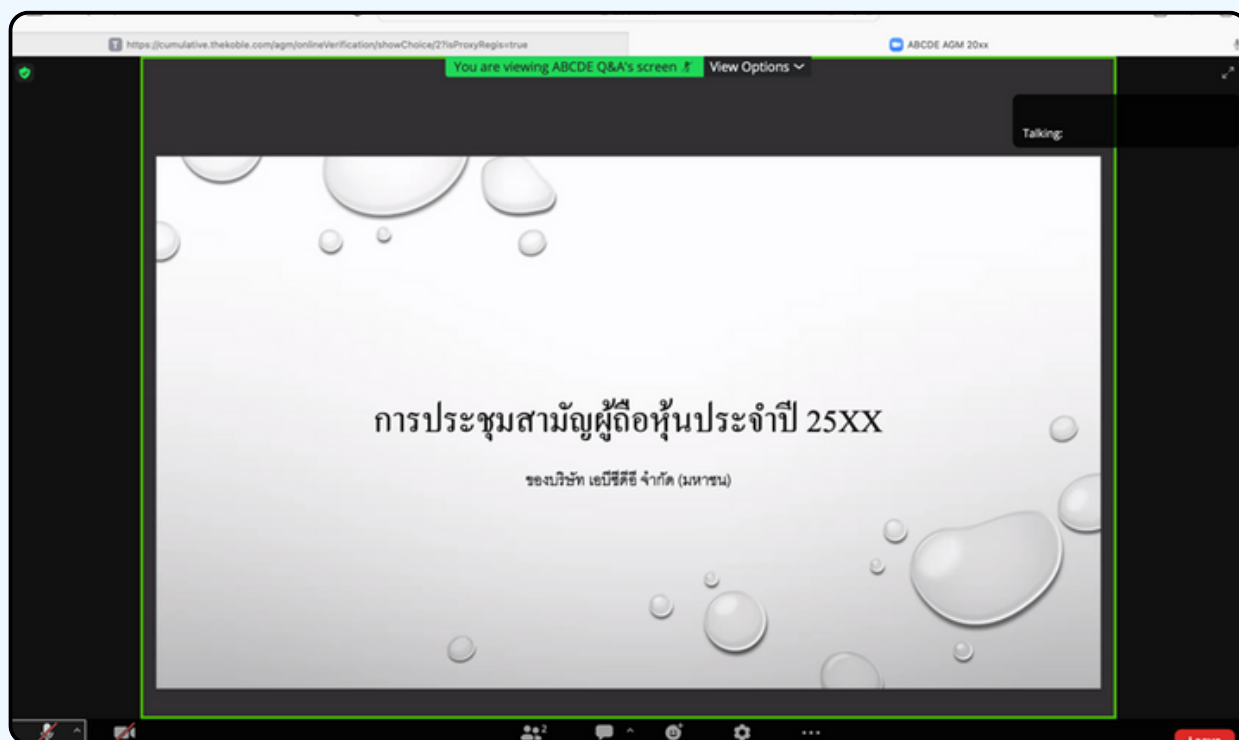 https://cumulative.thekoble.com/agm/onlineVerification/showChoice/2?isProxyRegis=true
ABCDE AGM 20xx
You are viewing ABCDE Q&A's screen
View Options
Talking:
การประชุมสามัญผู้ถือหุ้นประจำปี 25XX
ของบริษัท เอบีซีดีอี จำกัด (มหาชน)
2
Leave